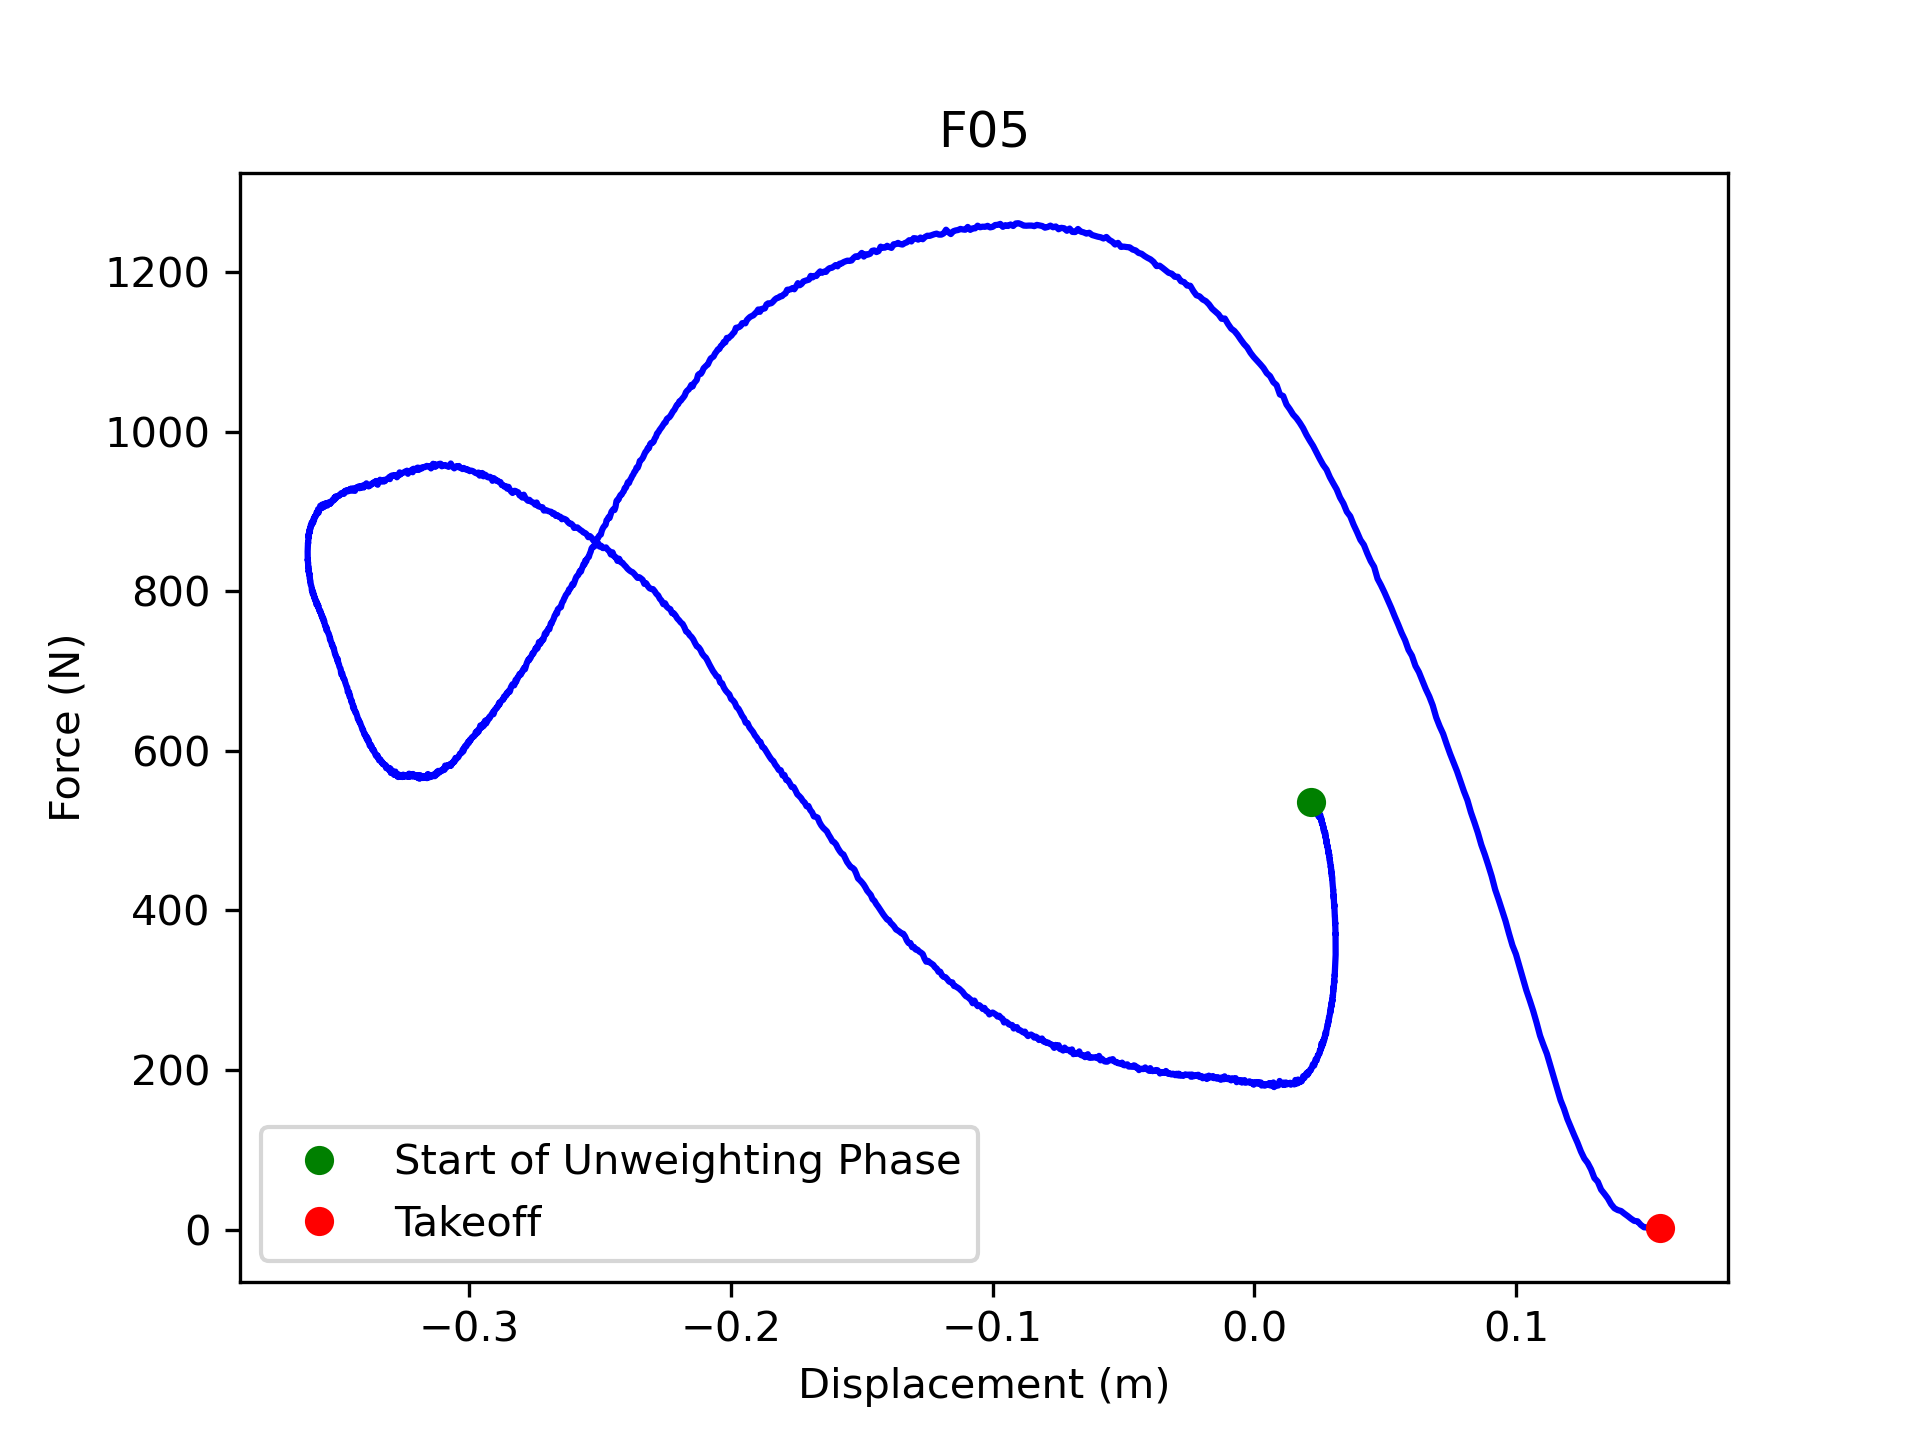 F05
1200
1000
800
600
400
200
0
Force (N)
Start of Unweighting Phase
Takeoff
−0.3 −0.2 −0.1 0.0 0.1
Displacement (m)